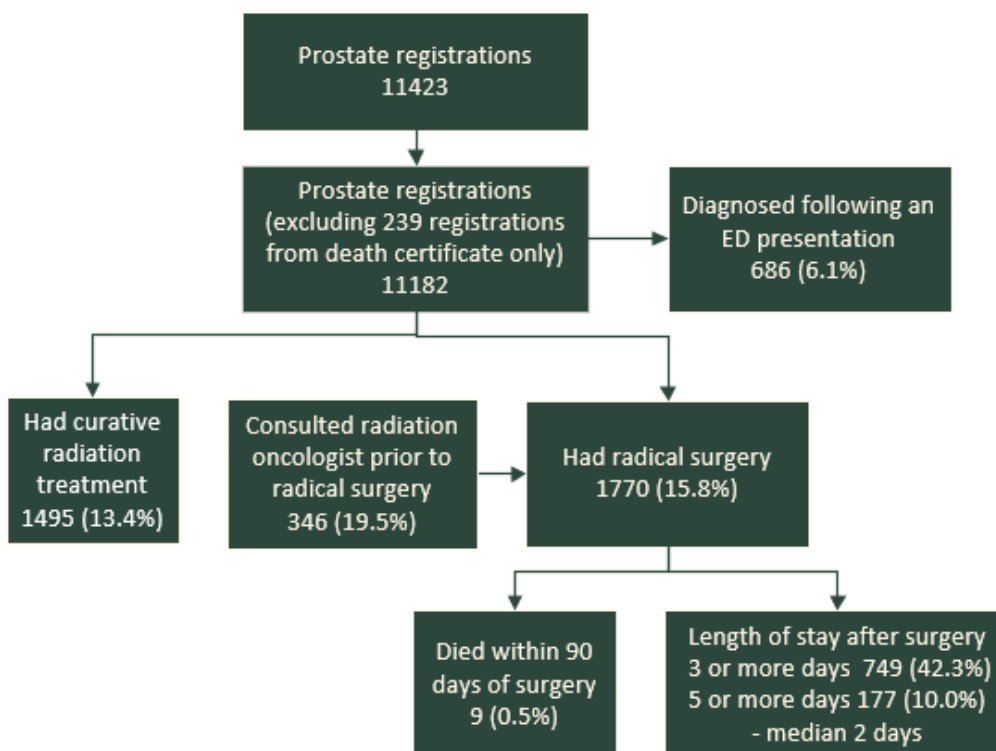 Prostate registrations
11423
Prostate registrations
(excluding 239 registrations
from death certificate only)
11182
Diagnosed following an
ED presentation
686 (6.1%)
Had curative
radiation
treatment
1495 (13.4%)
Consulted radiation
oncologist prior to
radical surgery
346 (19.5%)
Had radical surgery
1770 (15.8%)
Died within 90
days of surgery
9 (0.5%)
Length of stay after surgery
3 or more days 749 (42.3%)
5 or more days 177 (10.0%)
- median 2 days